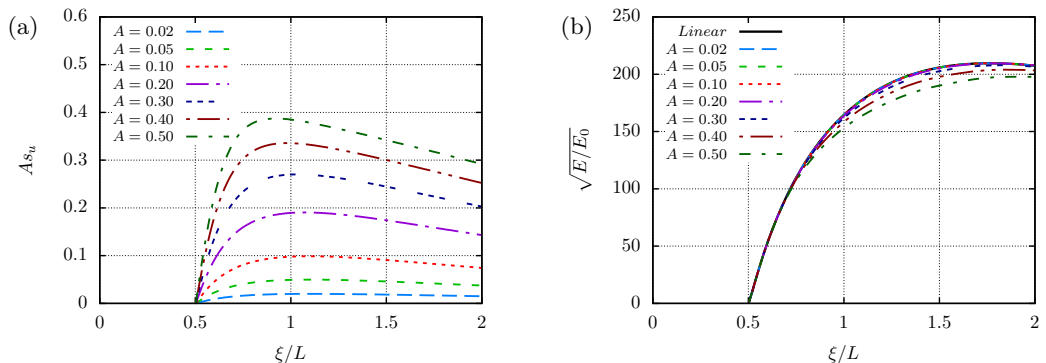 (a)
0.6
0.5
0.4
0.3
0.2
0.1
0
As_u
A = 0.02
A = 0.05
A = 0.10
A = 0.20
A = 0.30
A = 0.40
A = 0.50
0
0.5
1
1.5
2
ξ/L
(b)
250
200
150
100
50
0
√E/E₀
Linear
A = 0.02
A = 0.05
A = 0.10
A = 0.20
A = 0.30
A = 0.40
A = 0.50
0
0.5
1
1.5
2
ξ/L